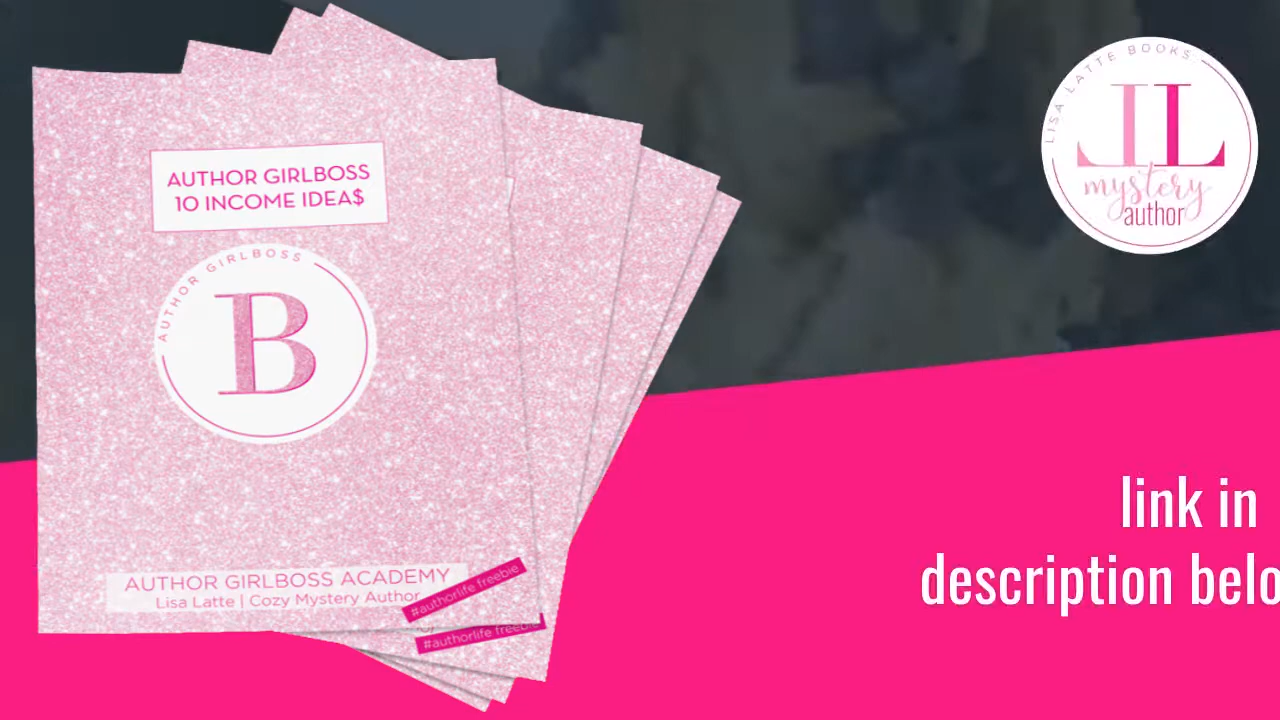 AUTHOR GIRLBOSS
10 INCOME IDEA$
AUTHOR GIRLBOSS
B
AUTHOR GIRLBOSS ACADEMY
Lisa Latte | Cozy Mystery Author
#authorlife freebie
#authorlife freebie
LISA LATTE BOOKS
LL
mystery
author
link in
description belo